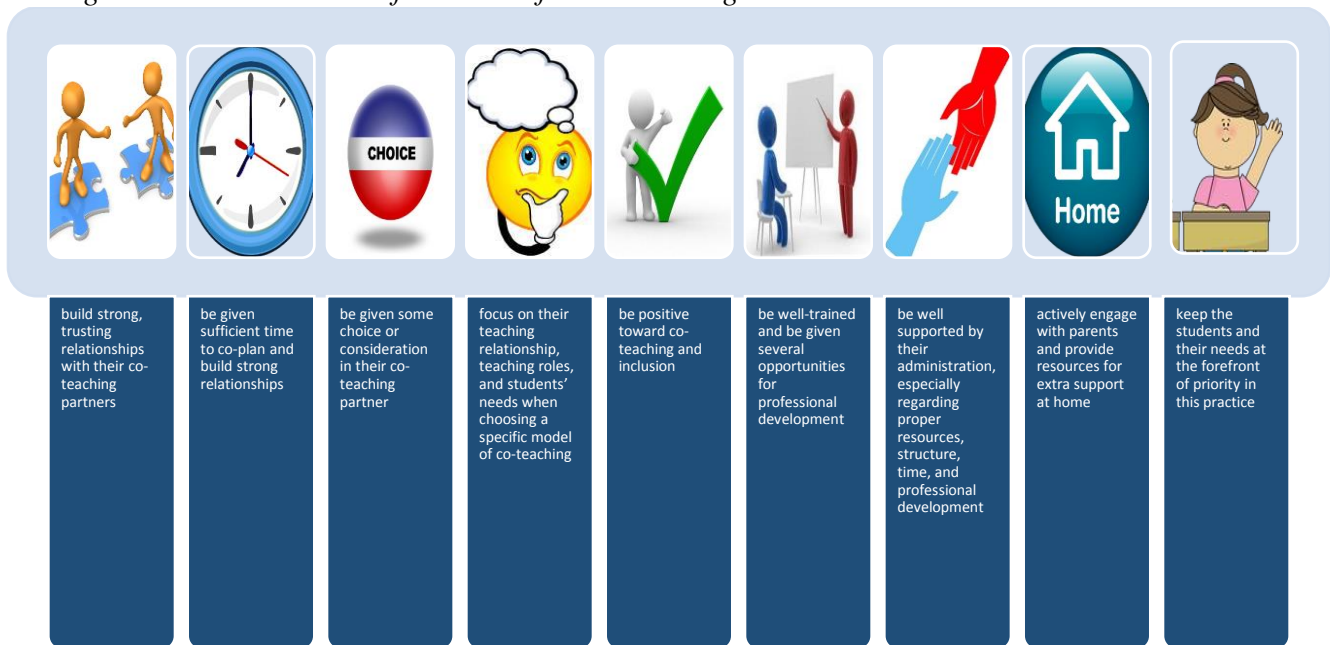 CHOICE
Home
build strong,
trusting
relationships
with their co-
teaching
partners
be given
sufficient time
to co-plan and
build strong
relationships
be given some
choice or
consideration
in their co-
teaching
partner
focus on their
teaching
relationship,
teaching roles,
and students’
needs when
choosing a
specific model
of co-teaching
be positive
toward co-
teaching and
inclusion
be well-trained
and be given
several
opportunities
for
professional
development
be well
supported by
their
administration,
especially
regarding
proper
resources,
structure,
time, and
professional
development
actively engage
with parents
and provide
resources for
extra support
at home
keep the
students and
their needs at
the forefront
of priority in
this practice